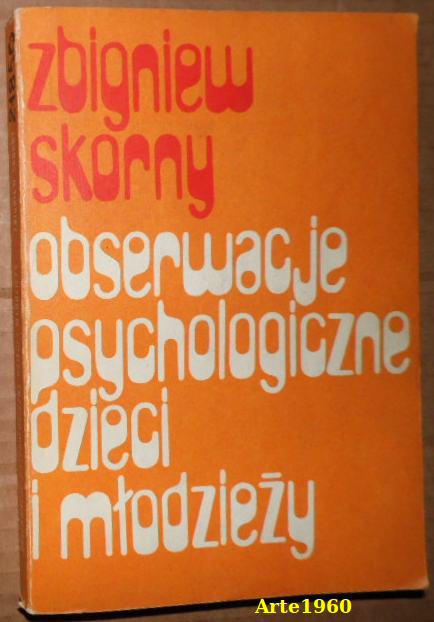 zbigniew
skorny
obserwacje
psychologiczne
dzieci
i młodzieży
Arte1960